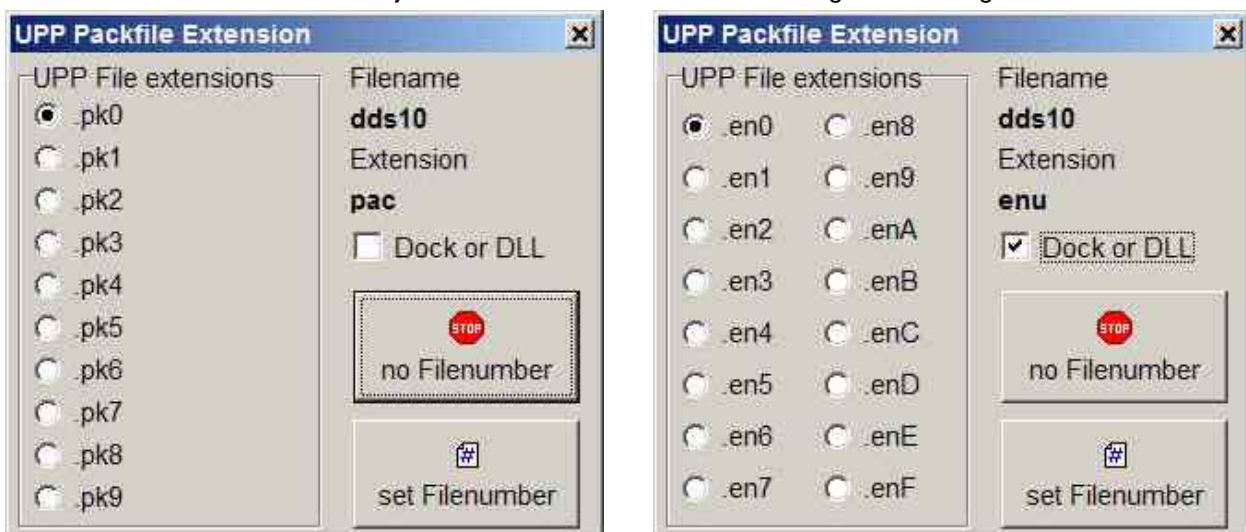 UPP Packfile Extension
UPP File extensions
.pk0
.pk1
.pk2
.pk3
.pk4
.pk5
.pk6
.pk7
.pk8
.pk9
Filename
dds10
Extension
pac
Dock or DLL
STOP
no Filenumber
#
set Filenumber
UPP Packfile Extension
UPP File extensions
.en0 .en8
.en1 .en9
.en2 .enA
.en3 .enB
.en4 .enC
.en5 .enD
.en6 .enE
.en7 .enF
Filename
dds10
Extension
enu
Dock or DLL
STOP
no Filenumber
#
set Filenumber